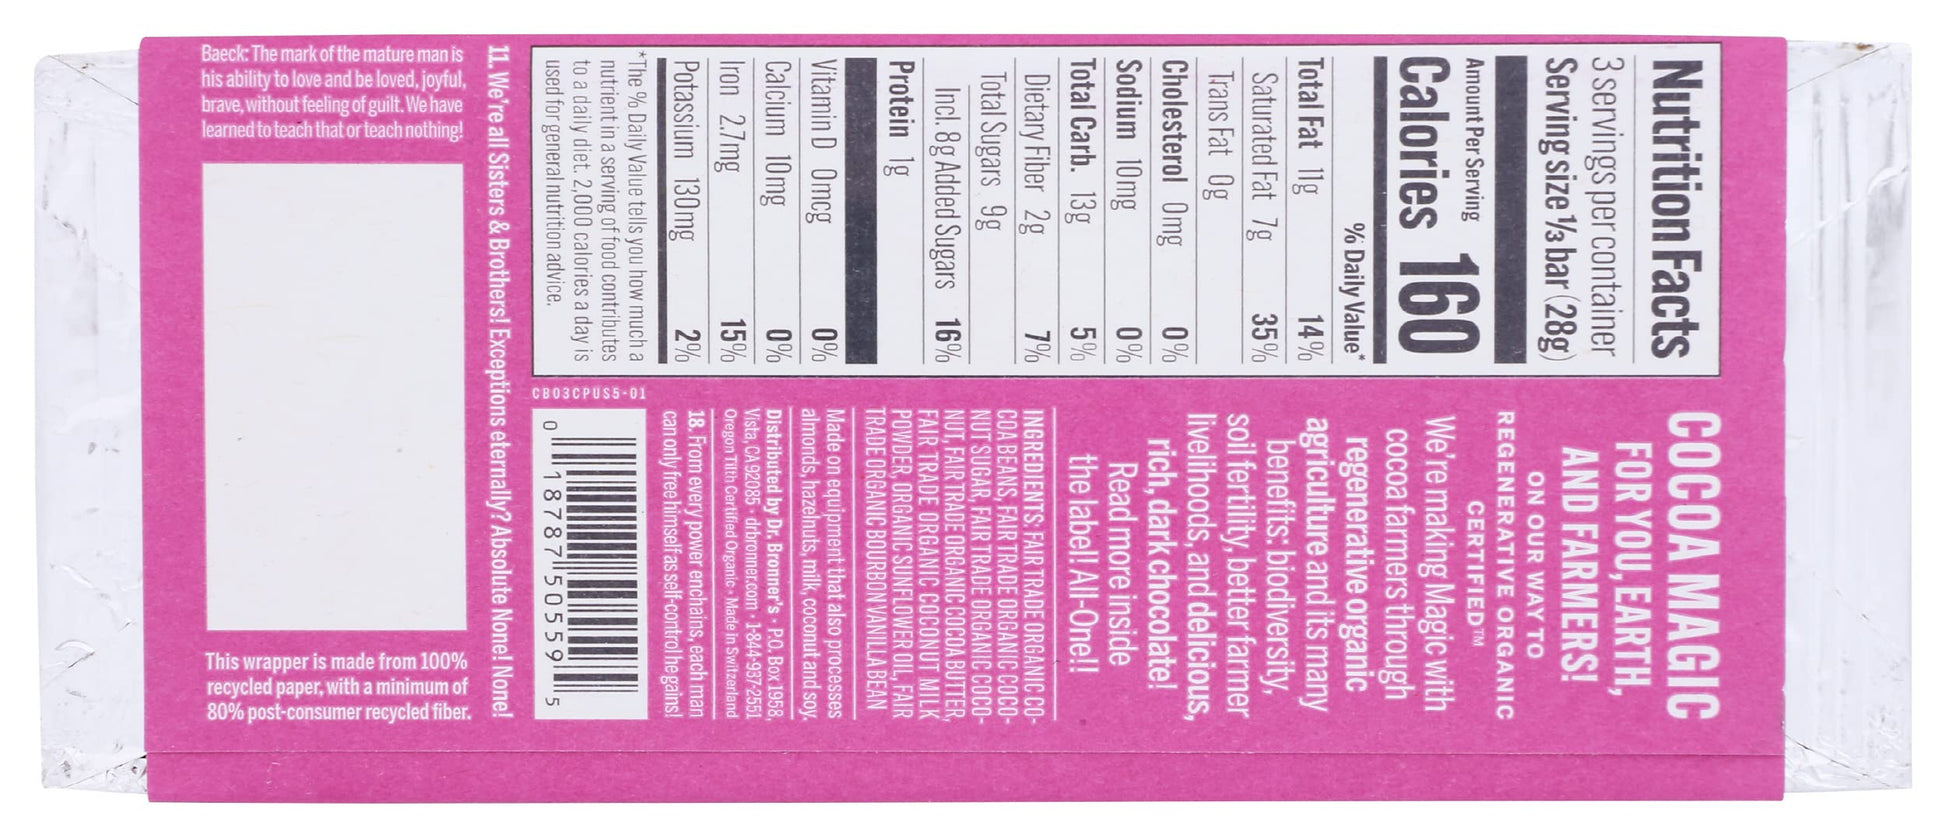 Nutrition Facts
3 servings per container
Serving size 1/3 bar (28g)
Amount Per Serving
Calories 160
% Daily Value*
Total Fat 11g 14%
Saturated Fat 7g 35%
Trans Fat 0g
Cholesterol 0mg 0%
Sodium 10mg 0%
Total Carb. 13g 5%
Dietary Fiber 2g 7%
Total Sugars 9g
Incl. 8g Added Sugars 16%
Protein 1g
Vitamin D 0mcg 0%
Calcium 10mg 0%
Iron 2.7mg 15%
Potassium 130mg 2%
*The % Daily Value tells you how much a
nutrient in a serving of food contributes
to a daily diet. 2,000 calories a day is
used for general nutrition advice.
COCOA MAGIC
FOR YOU, EARTH,
AND FARMERS!
ON OUR WAY TO
REGENERATIVE ORGANIC
CERTIFIED™
We're making Magic with
cocoa farmers through
regenerative organic
agriculture and its many
benefits: biodiversity,
soil fertility, better farmer
livelihoods, and delicious,
rich, dark chocolate!
Read more inside
the label! All-One!!
INGREDIENTS: FAIR TRADE ORGANIC CO-
COA BEANS, FAIR TRADE ORGANIC COCO-
NUT SUGAR, FAIR TRADE ORGANIC COCO-
NUT, FAIR TRADE ORGANIC COCOA BUTTER,
FAIR TRADE ORGANIC COCONUT MILK
POWDER, ORGANIC SUNFLOWER OIL, FAIR
TRADE ORGANIC BOURBON VANILLA BEAN
Made on equipment that also processes
almonds, hazelnuts, milk, coconut and soy.
Distributed by Dr. Bronner's • P.O. Box 1958,
Vista, CA 92085 • drbronner.com • 1-844-937-2551
Oregon Tilth Certified Organic • Made in Switzerland
18. From every power enchains, each man
can only free himself as self-control he gains!
CB03CPUS5-01
0 18787 50559 5
11. We're all Sisters & Brothers! Exceptions eternally? Absolute None! None!
Baeck: The mark of the mature man is
his ability to love and be loved, joyful,
brave, without feeling of guilt. We have
learned to teach that or teach nothing!
This wrapper is made from 100%
recycled paper, with a minimum of
80% post-consumer recycled fiber.